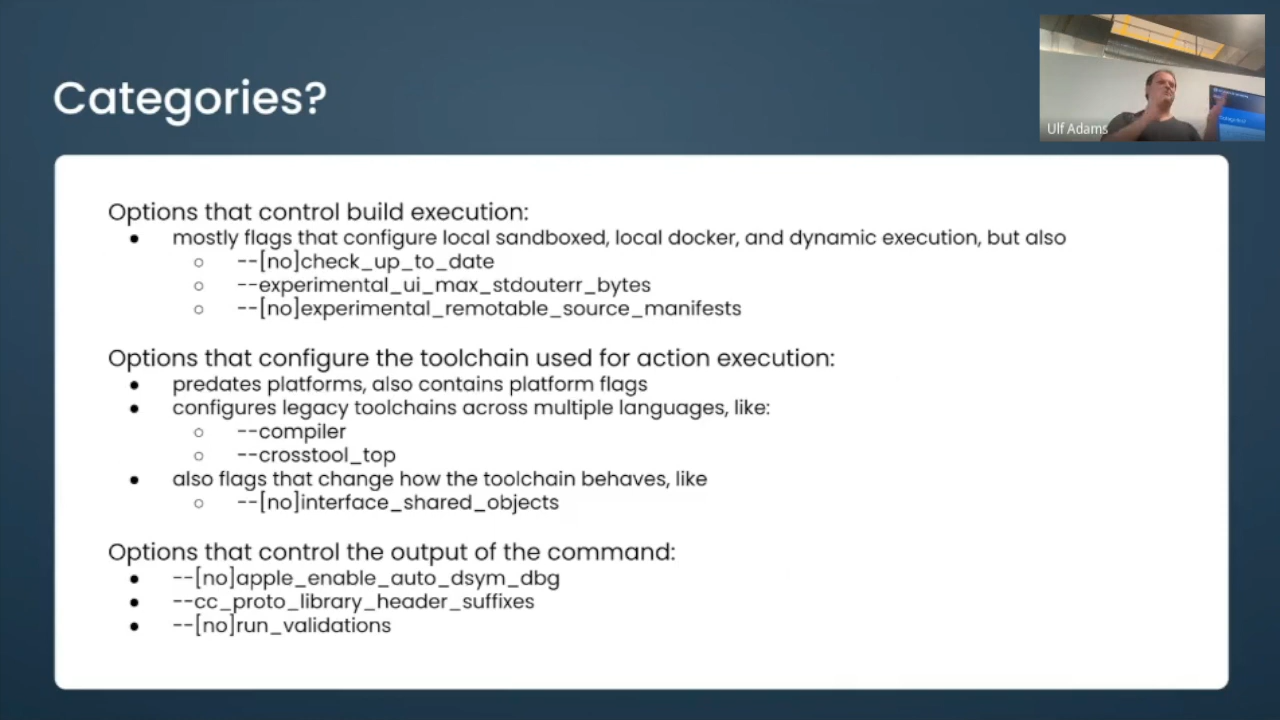 Categories?
Ulf Adams
Options that control build execution:
● mostly flags that configure local sandboxed, local docker, and dynamic execution, but also
○ --[no]check_up_to_date
○ --experimental_ui_max_stdouterr_bytes
○ --[no]experimental_remotable_source_manifests
Options that configure the toolchain used for action execution:
● predates platforms, also contains platform flags
● configures legacy toolchains across multiple languages, like:
○ --compiler
○ --crosstool_top
● also flags that change how the toolchain behaves, like
○ --[no]interface_shared_objects
Options that control the output of the command:
● --[no]apple_enable_auto_dsym_dbg
● --cc_proto_library_header_suffixes
● --[no]run_validations